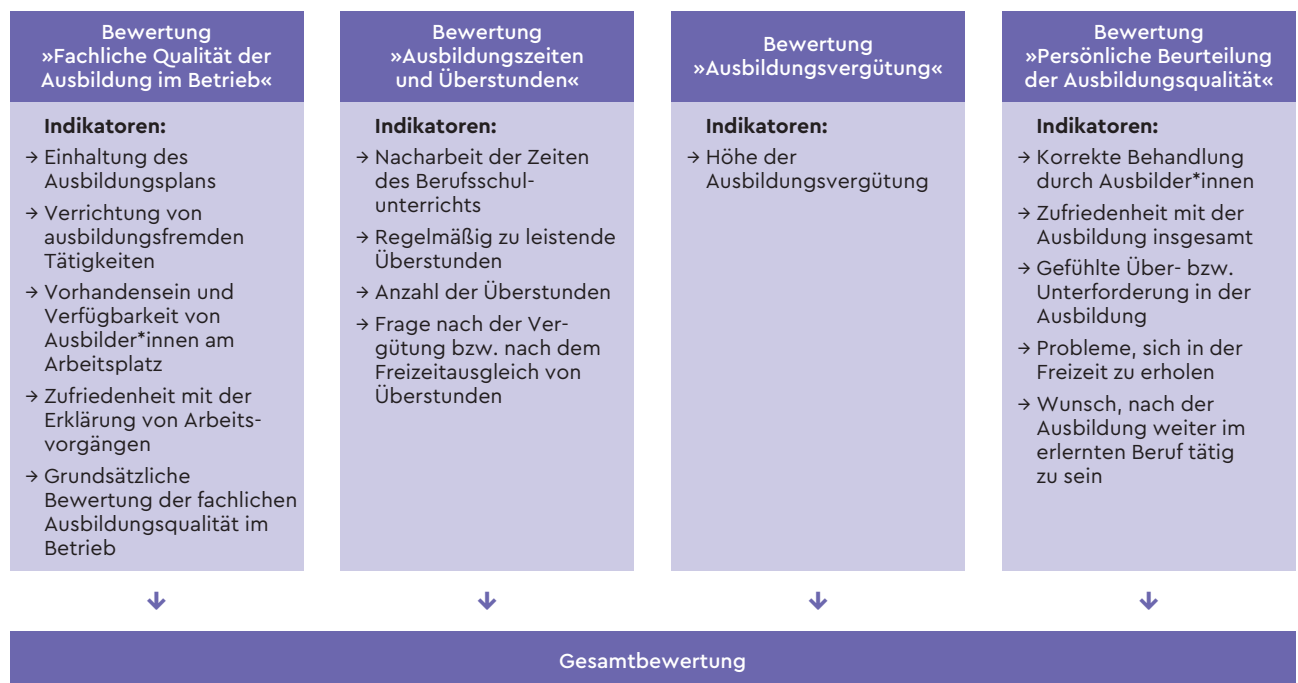 Bewertung
»Fachliche Qualität der
Ausbildung im Betrieb«
Indikatoren:
→ Einhaltung des
Ausbildungsplans
→ Verrichtung von
ausbildungsfremden
Tätigkeiten
→ Vorhandensein und
Verfügbarkeit von
Ausbilder*innen am
Arbeitsplatz
→ Zufriedenheit mit der
Erklärung von Arbeits-
vorgängen
→ Grundsätzliche
Bewertung der fachlichen
Ausbildungsqualität im
Betrieb
Bewertung
»Ausbildungszeiten
und Überstunden«
Indikatoren:
→ Nacharbeit der Zeiten
des Berufsschul-
unterrichts
→ Regelmäßig zu leistende
Überstunden
→ Anzahl der Überstunden
→ Frage nach der Ver-
gütung bzw. nach dem
Freizeitausgleich von
Überstunden
Bewertung
»Ausbildungsvergütung«
Indikatoren:
→ Höhe der
Ausbildungsvergütung
Bewertung
»Persönliche Beurteilung
der Ausbildungsqualität«
Indikatoren:
→ Korrekte Behandlung
durch Ausbilder*innen
→ Zufriedenheit mit der
Ausbildung insgesamt
→ Gefühlte Über- bzw.
Unterforderung in der
Ausbildung
→ Probleme, sich in der
Freizeit zu erholen
→ Wunsch, nach der
Ausbildung weiter im
erlernten Beruf tätig
zu sein
Gesamtbewertung